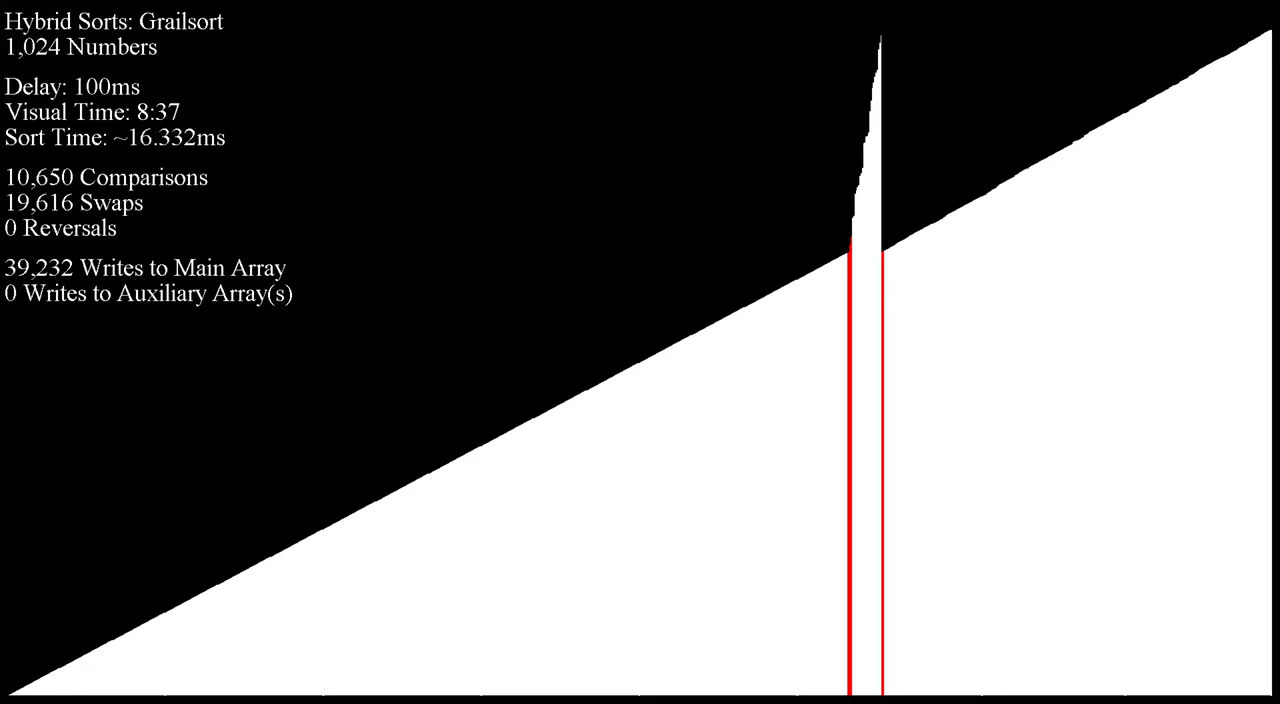 Hybrid Sorts: Grailsort
1,024 Numbers
Delay: 100ms
Visual Time: 8:37
Sort Time: ~16.332ms
10,650 Comparisons
19,616 Swaps
0 Reversals
39,232 Writes to Main Array
0 Writes to Auxiliary Array(s)